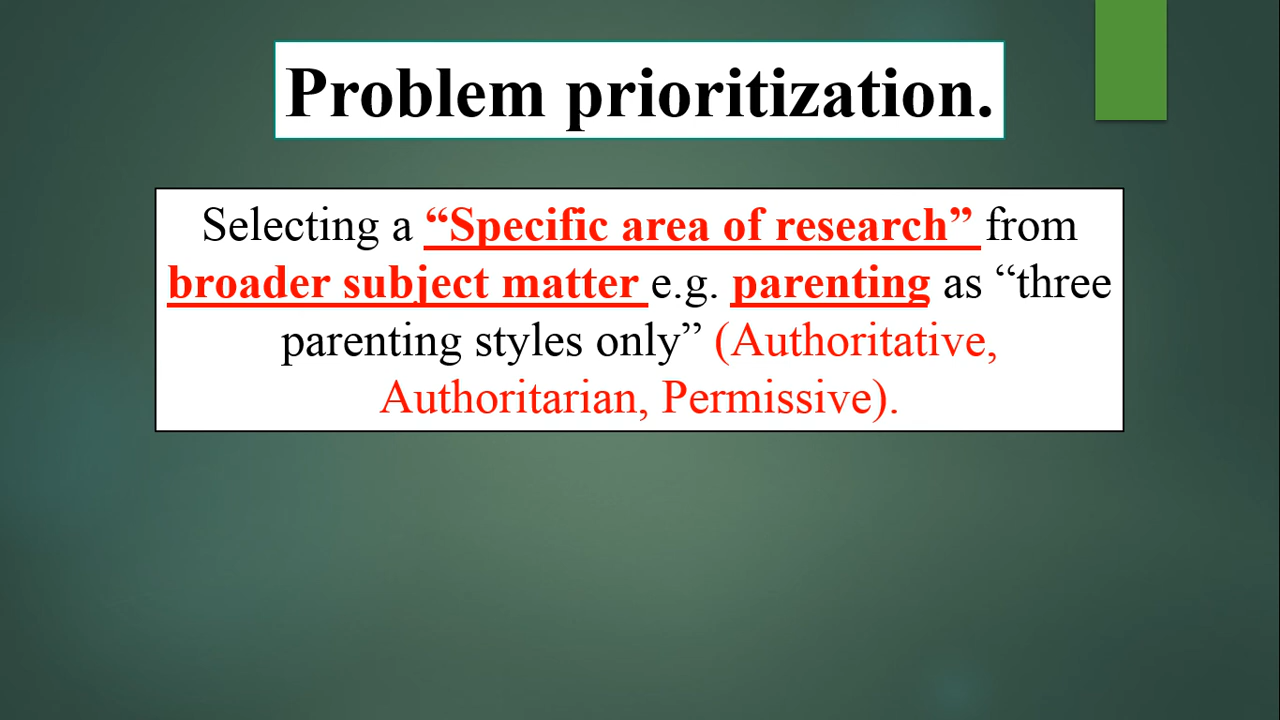 Problem prioritization.
Selecting a “Specific area of research” from
broader subject matter e.g. parenting as “three
parenting styles only” (Authoritative,
Authoritarian, Permissive).